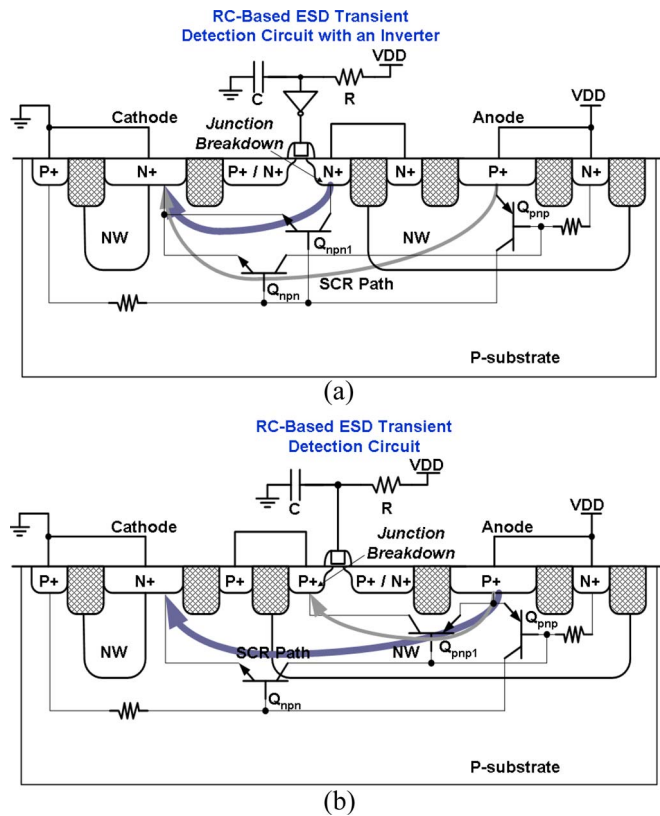 RC-Based ESD Transient
Detection Circuit with an Inverter
VDD
C
R
VDD
Cathode
Junction
Breakdown
Anode
P+
N+
P+ / N+
N+
N+
P+
N+
NW
Qnpn1
NW
Qpnp
Qnpn
SCR Path
P-substrate
(a)
RC-Based ESD Transient
Detection Circuit
VDD
C
R
VDD
Cathode
Junction
Breakdown
Anode
P+
N+
P+
P+
P+ / N+
P+
N+
NW
SCR Path
NW
Qpnp1
Qpnp
Qnpn
P-substrate
(b)